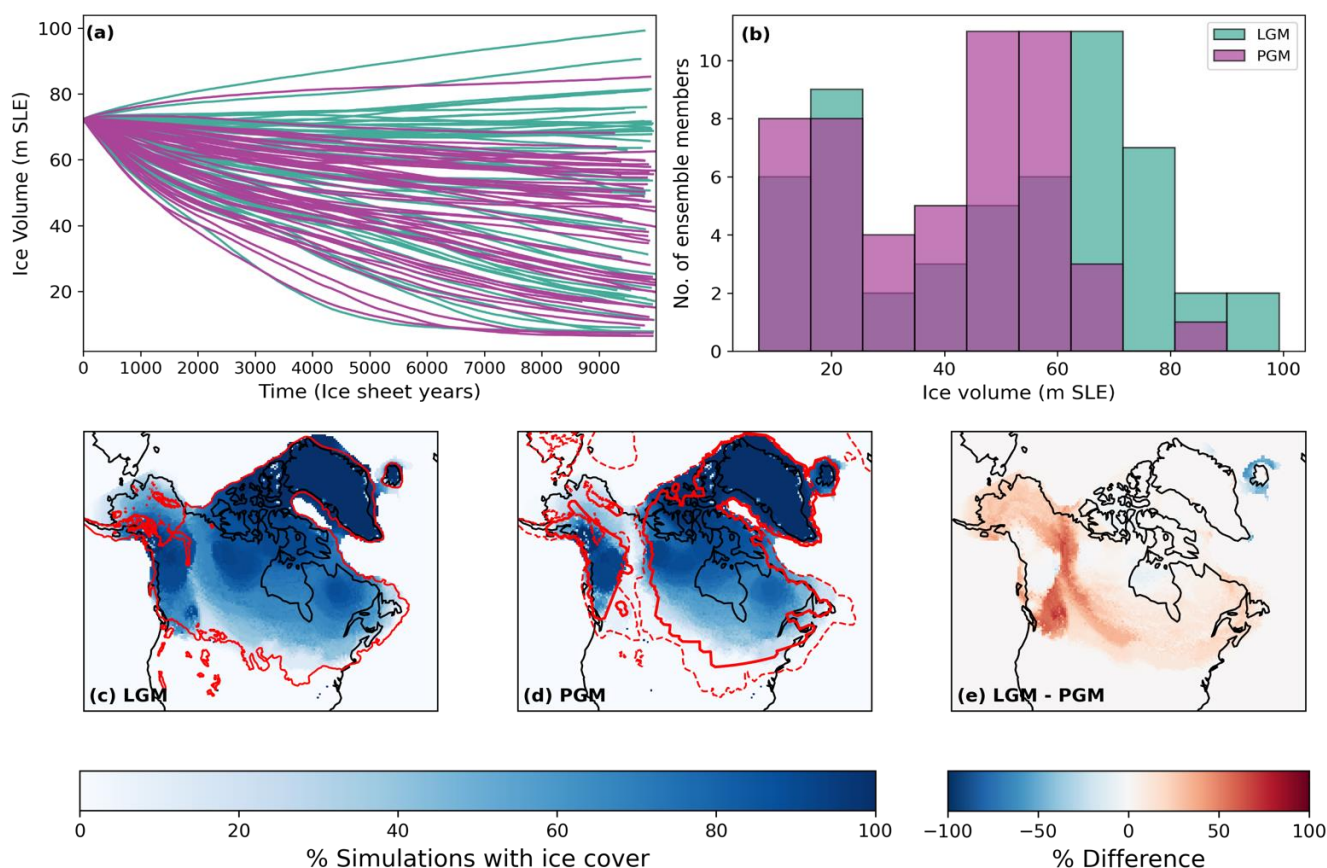 (a)
100
80
60
40
20
Ice Volume (m SLE)
0 1000 2000 3000 4000 5000 6000 7000 8000 9000
Time (Ice sheet years)
(b)
LGM
PGM
10
8
6
4
2
0
No. of ensemble members
20 40 60 80 100
Ice volume (m SLE)
(c) LGM
(d) PGM
(e) LGM - PGM
0 20 40 60 80 100
% Simulations with ice cover
−100 −50 0 50 100
% Difference